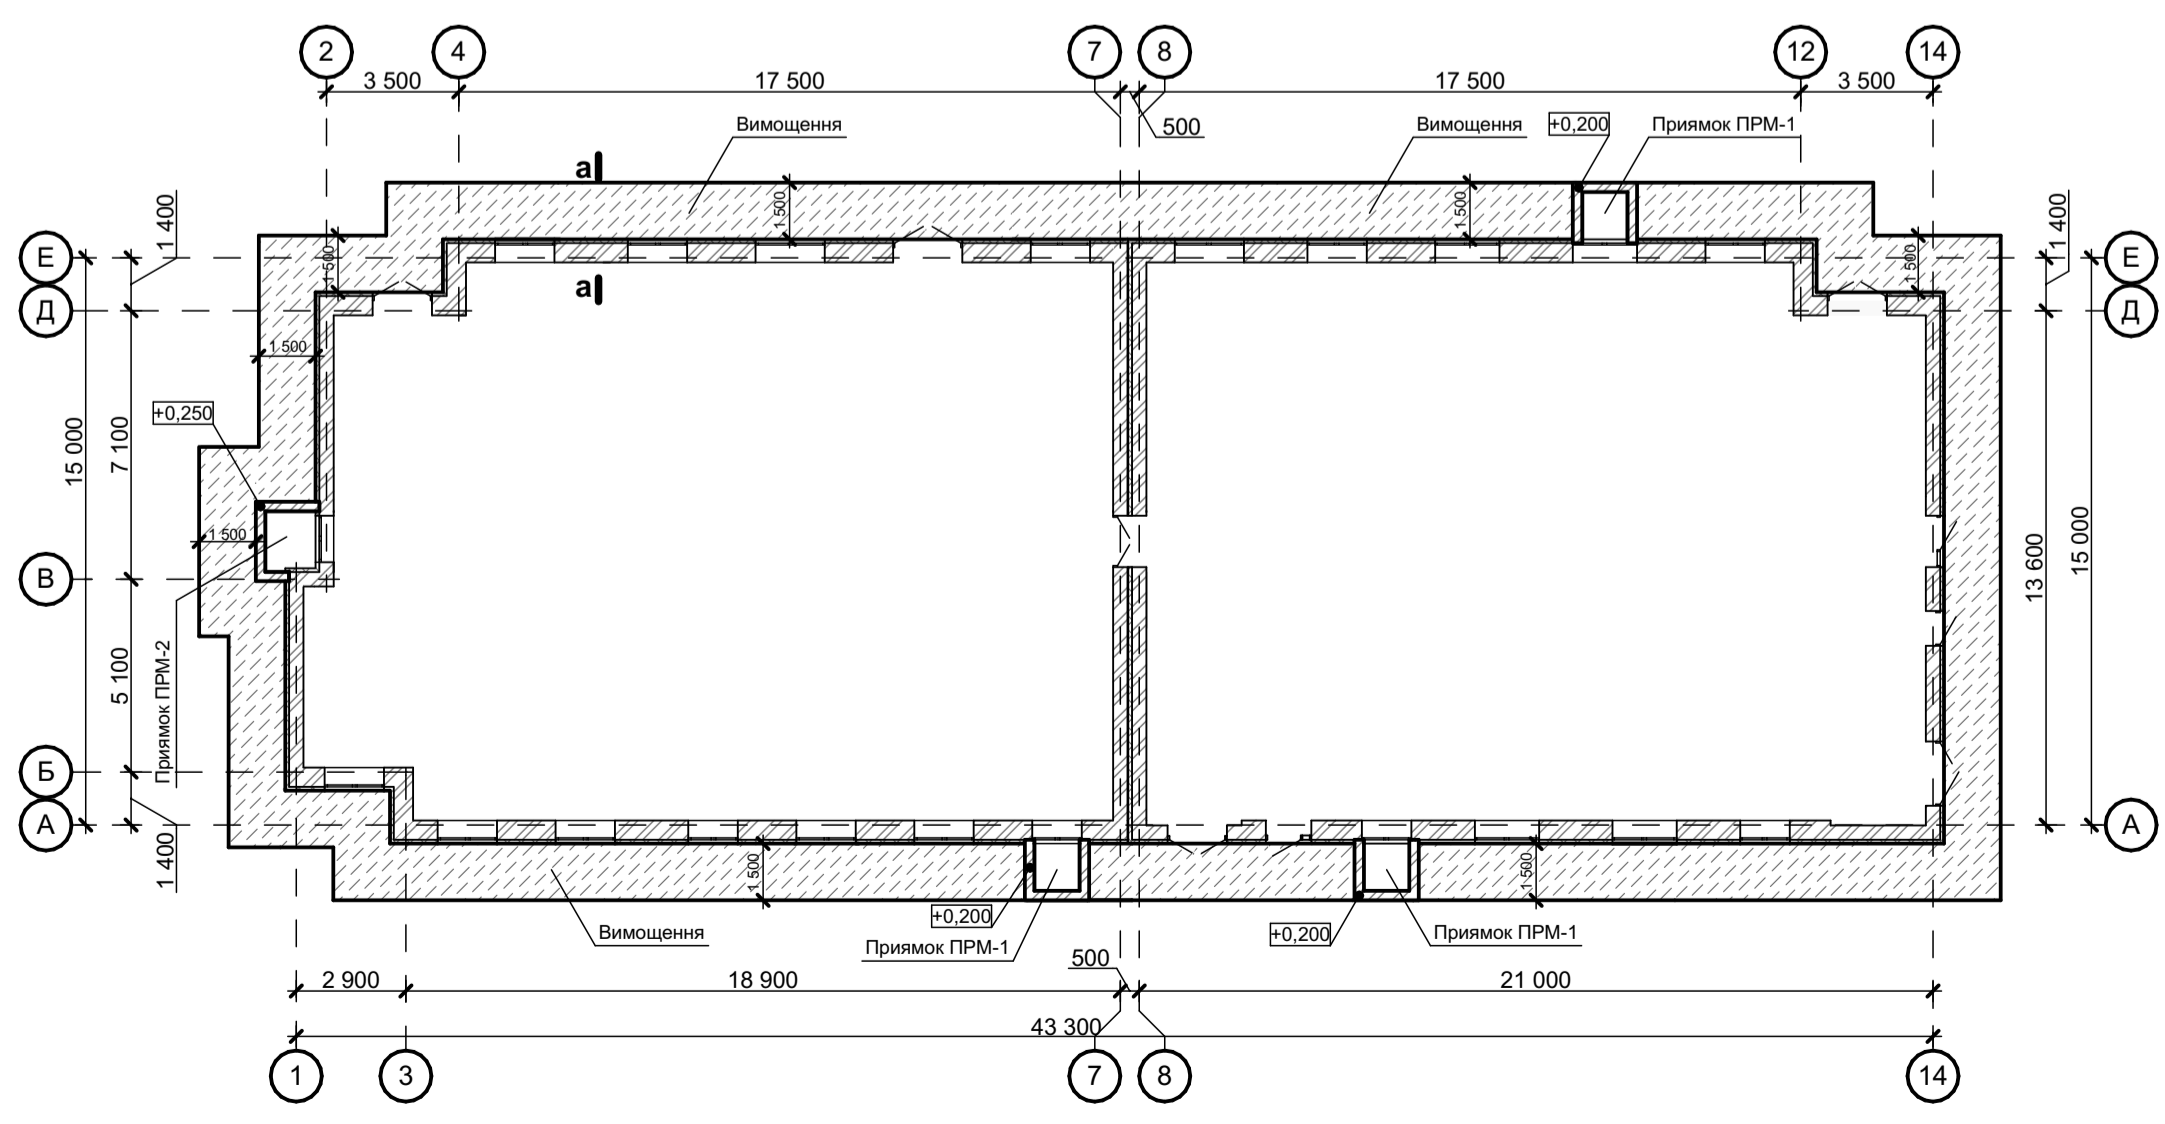 2
4
7
8
12
14
3 500
17 500
17 500
3 500
500
Вимощення
Вимощення
+0,200
Приямок ПРМ-1
а
1 500
1 500
1 400
1 400
Е
1 500
1 500
Е
а
Д
Д
1 500
+0,250
15 000
7 100
1 500
13 600
15 000
В
5 100
Приямок ПРМ-2
Б
А
А
1 400
1 500
1 500
+0,200
+0,200
Вимощення
Приямок ПРМ-1
Приямок ПРМ-1
500
2 900
18 900
21 000
43 300
1
3
7
8
14